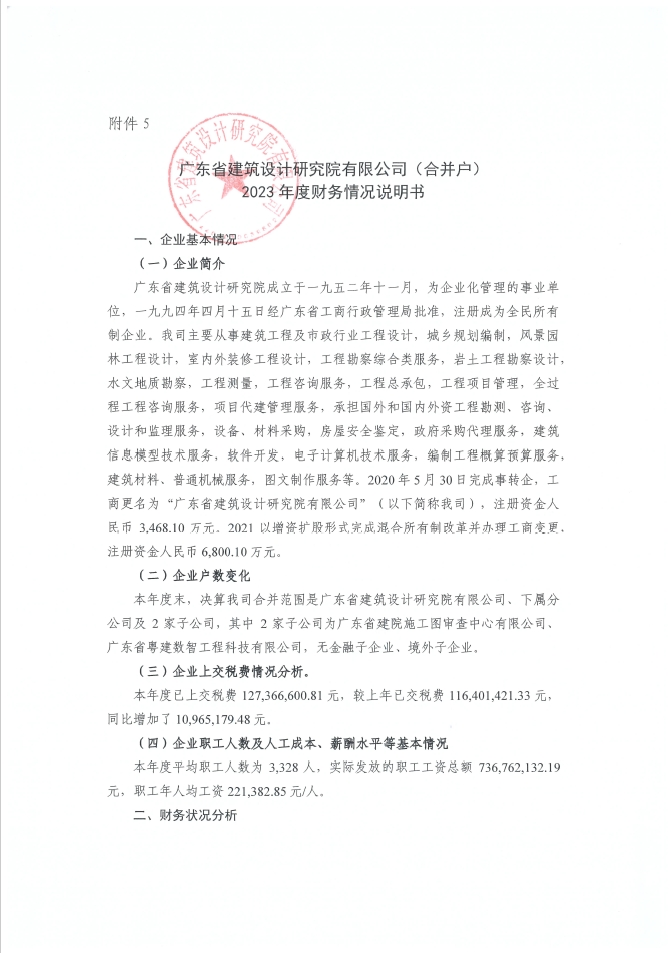 附件 5
广东省建筑设计研究院有限公司（合并户）
2023 年度财务情况说明书
一、企业基本情况
（一）企业简介
广东省建筑设计研究院成立于一九五二年十一月，为企业化管理的事业单
位，一九九四年四月十五日经广东省工商行政管理局批准，注册成为全民所有
制企业。我司主要从事建筑工程及市政行业工程设计，城乡规划编制，风景园
林工程设计，室内外装修工程设计，工程勘察综合类服务，岩土工程勘察设计，
水文地质勘察，工程测量，工程咨询服务，工程总承包，工程项目管理，全过
程工程咨询服务，项目代建管理服务，承担国外和国内外资工程勘测、咨询、
设计和监理服务，设备、材料采购，房屋安全鉴定，政府采购代理服务，建筑
信息模型技术服务，软件开发，电子计算机技术服务，编制工程概算预算服务，
建筑材料、普通机械服务，图文制作服务等。2020 年 5 月 30 日完成事转企，工
商更名为“广东省建筑设计研究院有限公司”（以下简称我司），注册资金人
民币 3,468.10 万元。2021 以增资扩股形式完成混合所有制改革并办理工商变更，
注册资金人民币 6,800.10 万元。
（二）企业户数变化
本年度末，决算我司合并范围是广东省建筑设计研究院有限公司、下属分
公司及 2 家子公司，其中 2 家子公司为广东省建院施工图审查中心有限公司、
广东省粤建数智工程科技有限公司，无金融子企业、境外子企业。
（三）企业上交税费情况分析。
本年度已上交税费 127,366,600.81 元，较上年已交税费 116,401,421.33 元，
同比增加了 10,965,179.48 元。
（四）企业职工人数及人工成本、薪酬水平等基本情况
本年度平均职工人数为 3,328 人，实际发放的职工工资总额 736,762,132.19
元，职工年人均工资 221,382.85 元/人。
二、财务状况分析
广东省建筑设计研究院有限公司